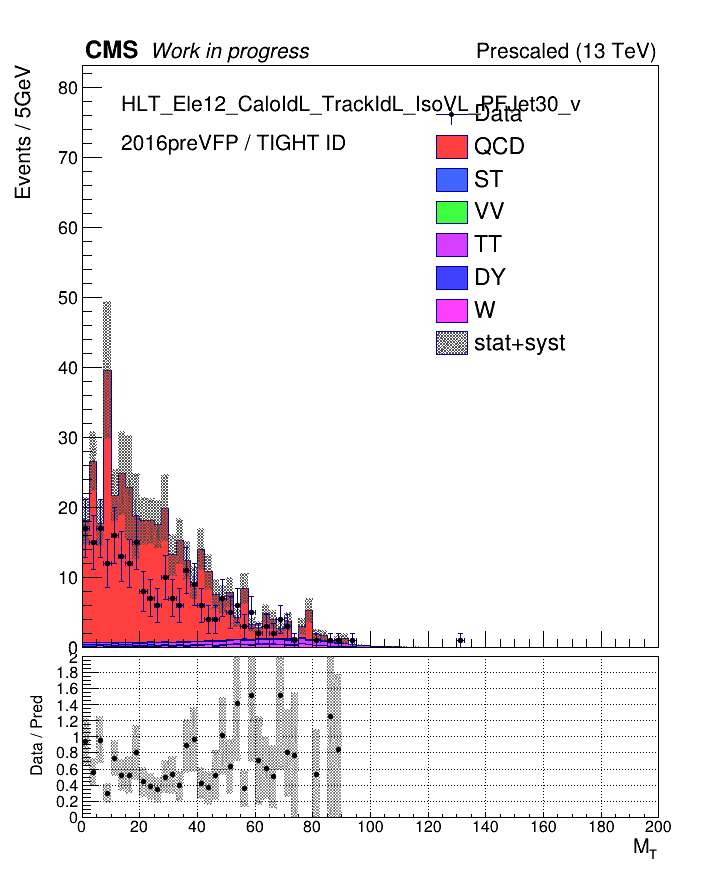 CMS Work in progress Prescaled (13 TeV)
Events / 5GeV
HLT_Ele12_CaloIdL_TrackIdL_IsoVL_PFJet30_v
2016preVFP / TIGHT ID
Data
QCD
ST
VV
TT
DY
W
stat+syst
80
70
60
50
40
30
20
10
0
Data / Pred
2
1.8
1.6
1.4
1.2
1
0.8
0.6
0.4
0.2
0
0 20 40 60 80 100 120 140 160 180 200
M_T